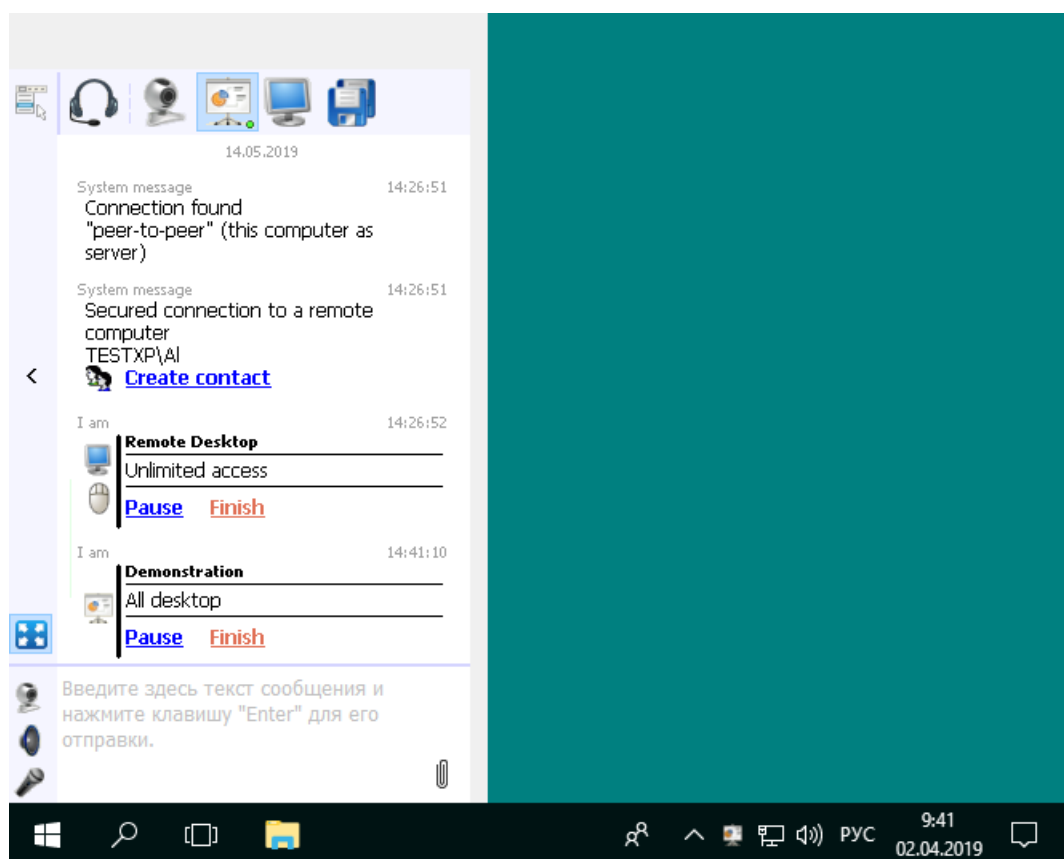 14.05.2019
System message 14:26:51
Connection found
"peer-to-peer" (this computer as
server)
System message 14:26:51
Secured connection to a remote
computer
TESTXP\Al
Create contact
I am 14:26:52
Remote Desktop
Unlimited access
Pause Finish
I am 14:41:10
Demonstration
All desktop
Pause Finish
Введите здесь текст сообщения и
нажмите клавишу "Enter" для его
отправки.
РУС
9:41
02.04.2019